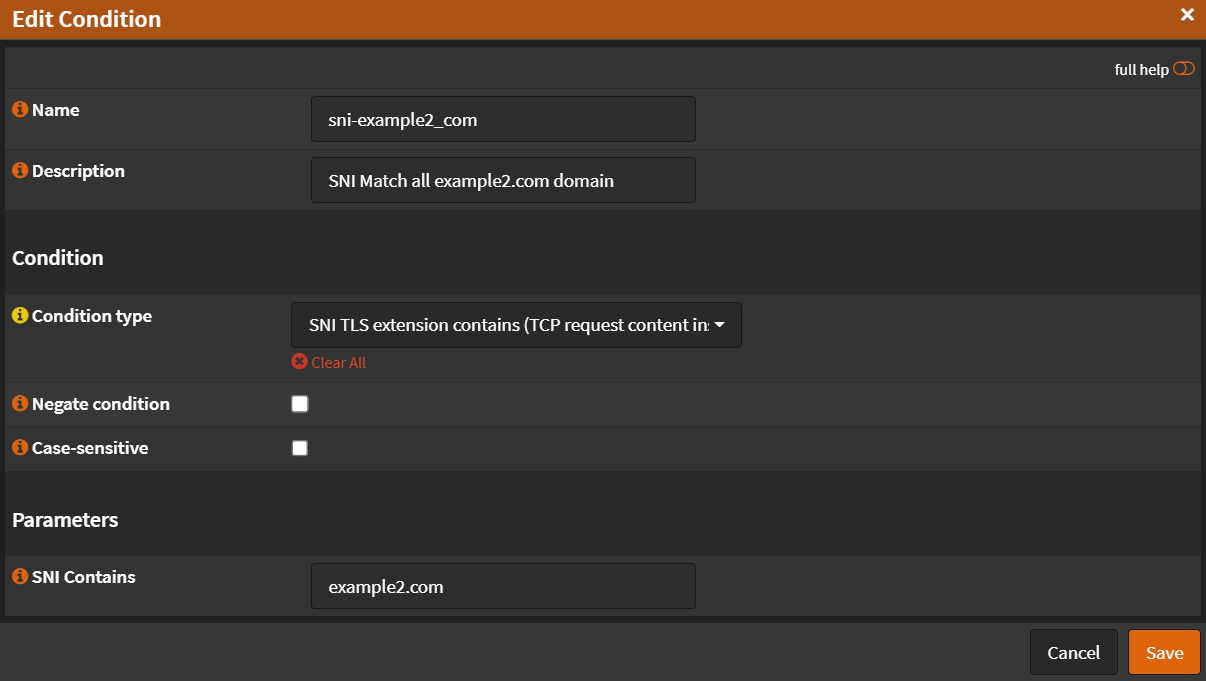 Edit Condition
full help
Name
sni-example2_com
Description
SNI Match all example2.com domain
Condition
Condition type
SNI TLS extension contains (TCP request content in
Clear All
Negate condition
Case-sensitive
Parameters
SNI Contains
example2.com
Cancel
Save